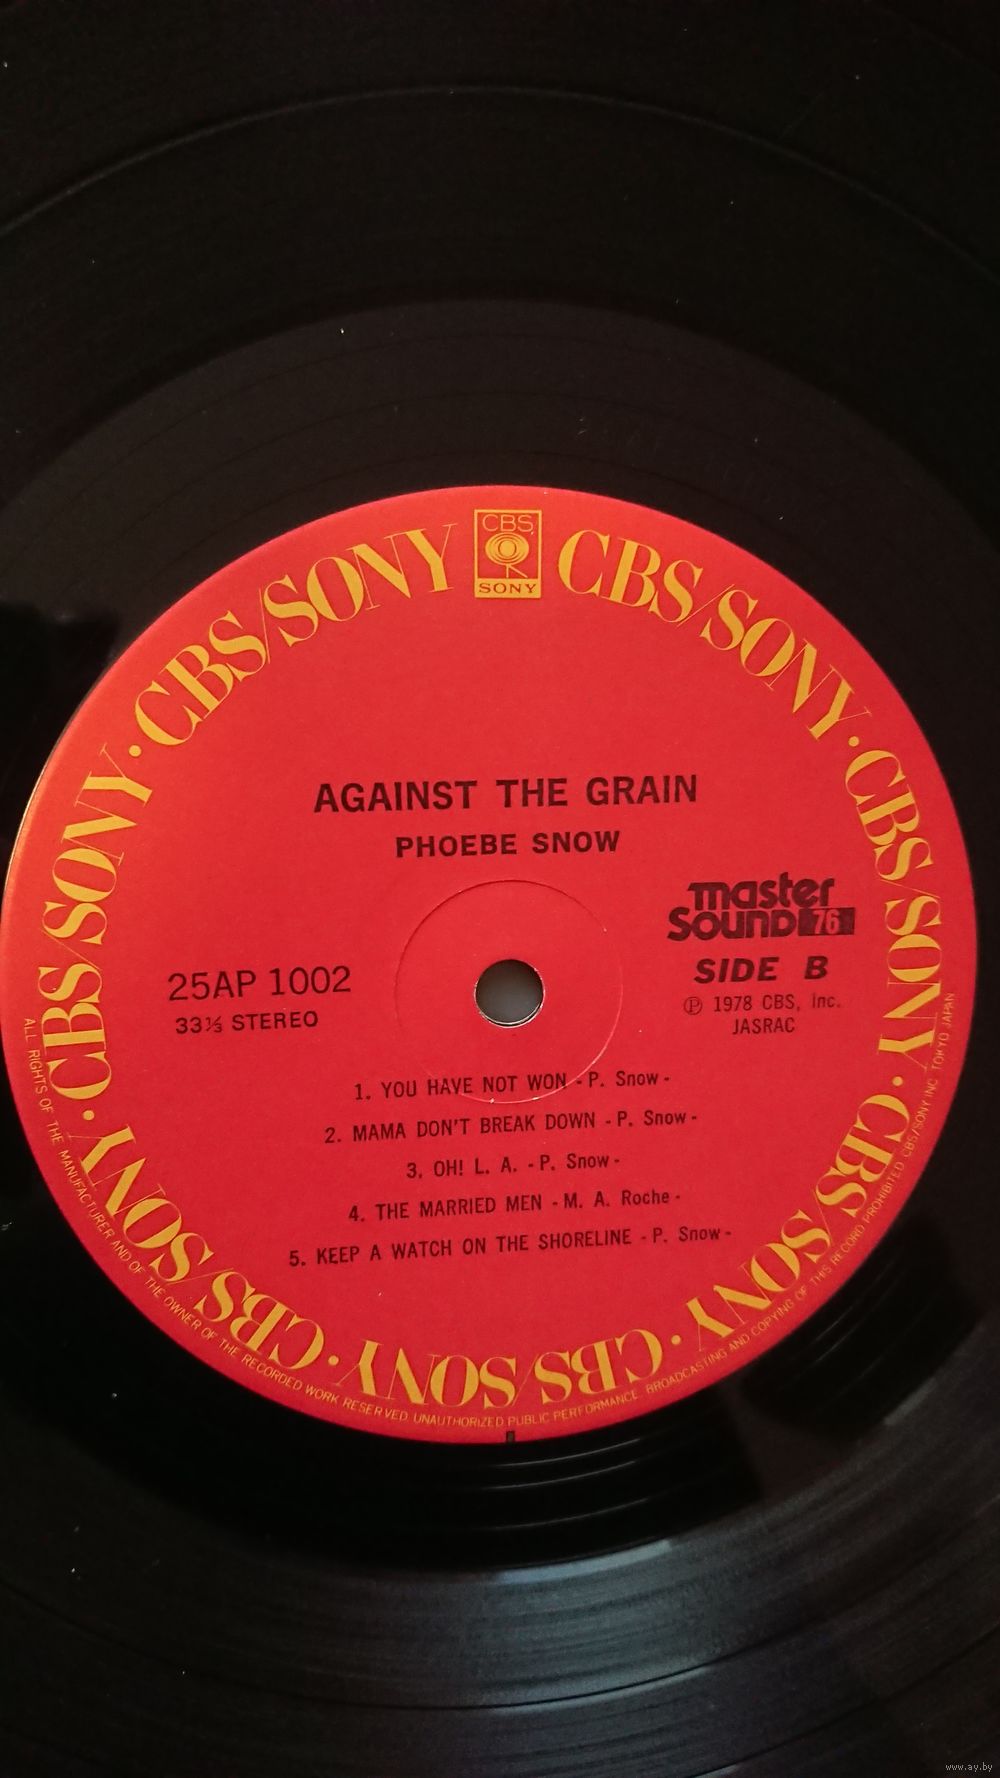 CBS
SONY
CBS/SONY · CBS/SONY · CBS/SONY · CBS/SONY · CBS/SONY · CBS/SONY · CBS/SONY · CBS/SONY
AGAINST THE GRAIN
PHOEBE SNOW
master
Sound 76
25AP 1002
SIDE B
33⅓ STEREO
Ⓟ 1978 CBS, Inc.
JASRAC
1. YOU HAVE NOT WON - P. Snow -
2. MAMA DON'T BREAK DOWN - P. Snow -
3. OH! L. A. - P. Snow -
4. THE MARRIED MEN - M. A. Roche -
5. KEEP A WATCH ON THE SHORELINE - P. Snow -
ALL RIGHTS OF THE MANUFACTURER AND OF THE OWNER OF THE RECORDED WORK RESERVED. UNAUTHORIZED PUBLIC PERFORMANCE. BROADCASTING AND COPYING OF THIS RECORD PROHIBITED CBS/SONY INC. TOKYO JAPAN
www.ay.by